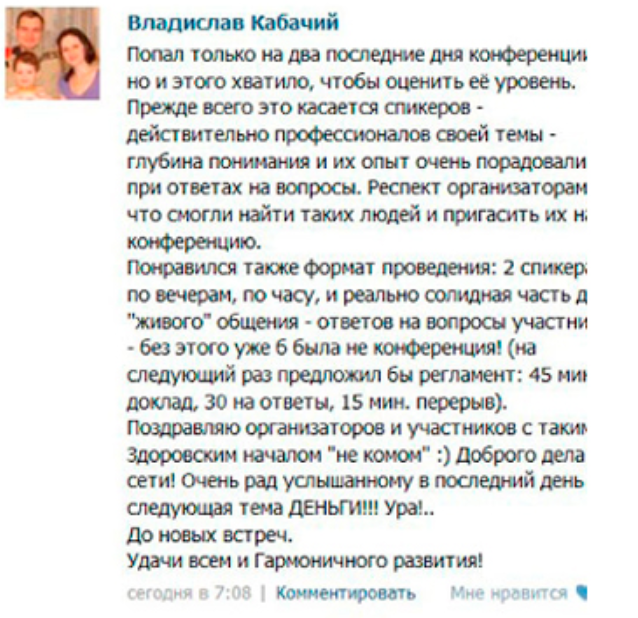 Владислав Кабачий
Попал только на два последние дня конференции
но и этого хватило, чтобы оценить её уровень.
Прежде всего это касается спикеров -
действительно профессионалов своей темы -
глубина понимания и их опыт очень порадовали
при ответах на вопросы. Респект организаторам
что смогли найти таких людей и пригасить их на
конференцию.
Понравился также формат проведения: 2 спикера
по вечерам, по часу, и реально солидная часть д
"живого" общения - ответов на вопросы участни
- без этого уже б была не конференция! (на
следующий раз предложил бы регламент: 45 мин
доклад, 30 на ответы, 15 мин. перерыв).
Поздравляю организаторов и участников с таким
Здоровским началом "не комом" :) Доброго дела
сети! Очень рад услышанному в последний день
следующая тема ДЕНЬГИ!!! Ура!..
До новых встреч.
Удачи всем и Гармоничного развития!
сегодня в 7:08 | Комментировать Мне нравится